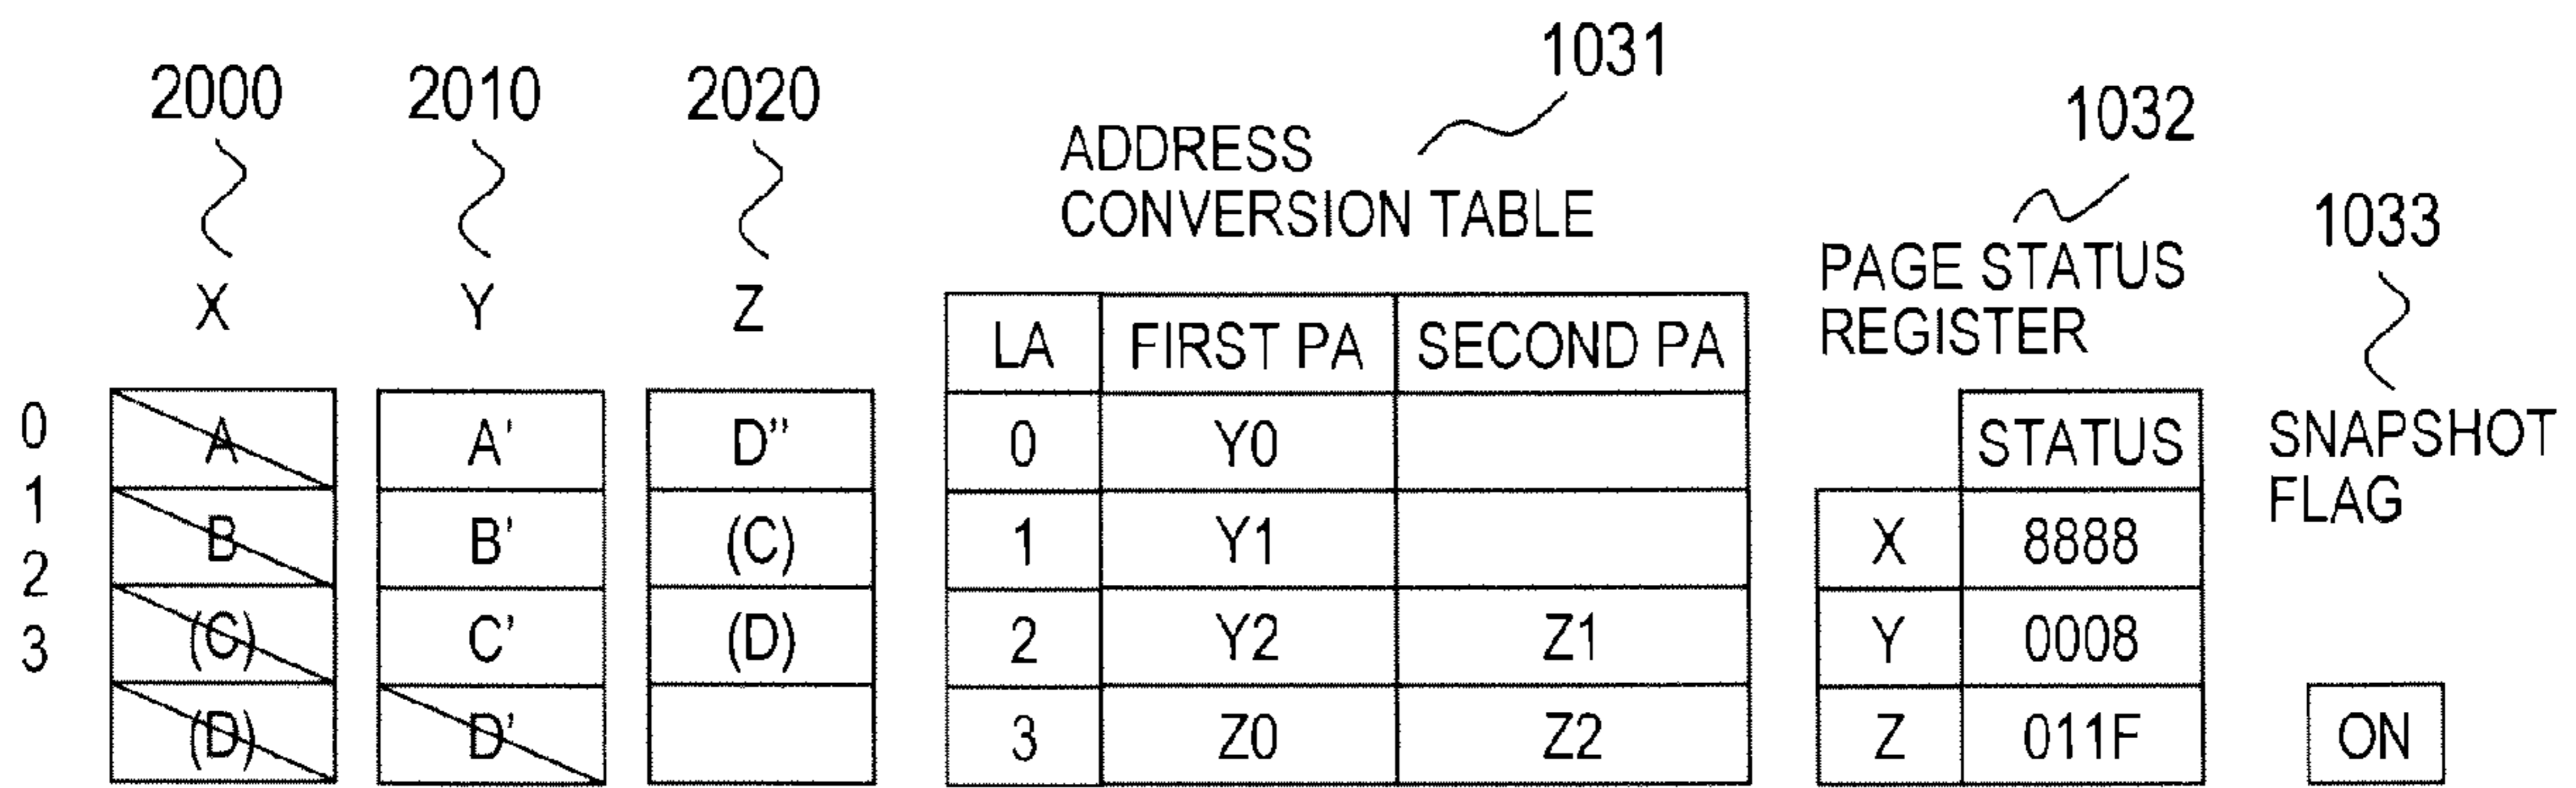 2000 2010 2020 1031 1032 1033
X Y Z
ADDRESS
CONVERSION TABLE
PAGE STATUS
REGISTER
SNAPSHOT
FLAG
LA FIRST PA SECOND PA
STATUS
0 A A' D" 0 Y0
1 B B' (C) 1 Y1 X 8888
2 (C) C' (D) 2 Y2 Z1 Y 0008
3 (D) D' 3 Z0 Z2 Z 011F ON